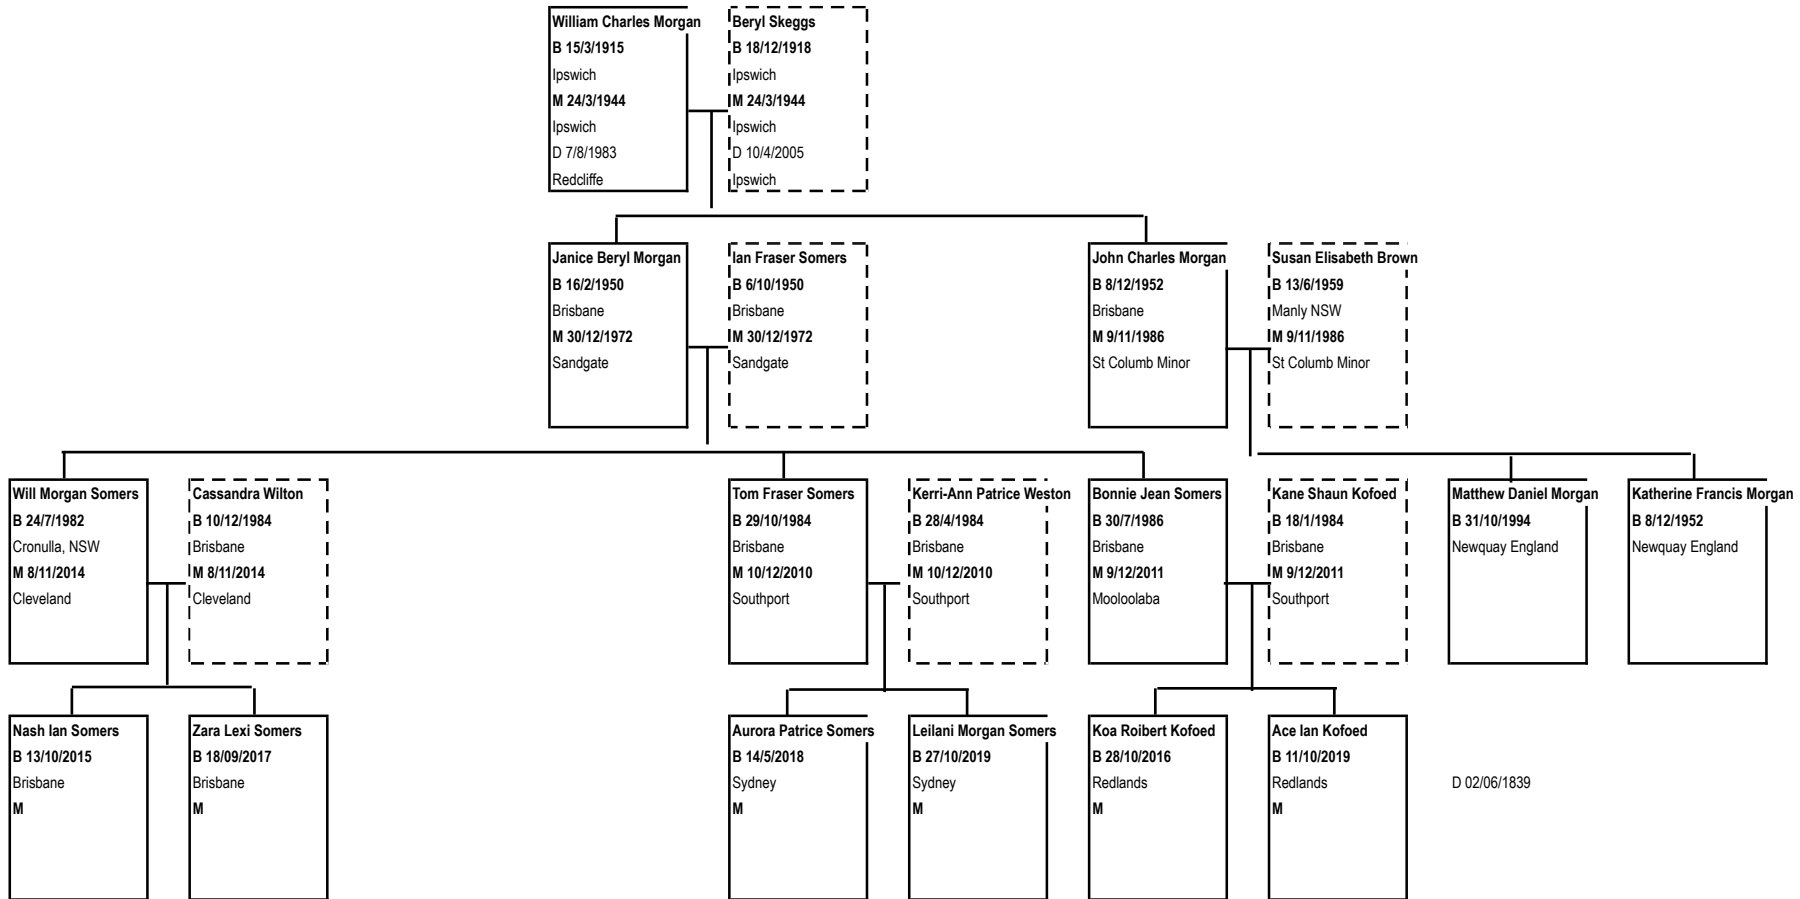 William Charles Morgan
B 15/3/1915
Ipswich
M 24/3/1944
Ipswich
D 7/8/1983
Redcliffe
Beryl Skeggs
B 18/12/1918
Ipswich
M 24/3/1944
Ipswich
D 10/4/2005
Ipswich
Janice Beryl Morgan
B 16/2/1950
Brisbane
M 30/12/1972
Sandgate
Ian Fraser Somers
B 6/10/1950
Brisbane
M 30/12/1972
Sandgate
John Charles Morgan
B 8/12/1952
Brisbane
M 9/11/1986
St Columb Minor
Susan Elisabeth Brown
B 13/6/1959
Manly NSW
M 9/11/1986
St Columb Minor
Will Morgan Somers
B 24/7/1982
Cronulla, NSW
M 8/11/2014
Cleveland
Cassandra Wilton
B 10/12/1984
Brisbane
M 8/11/2014
Cleveland
Tom Fraser Somers
B 29/10/1984
Brisbane
M 10/12/2010
Southport
Kerri-Ann Patrice Weston
B 28/4/1984
Brisbane
M 10/12/2010
Southport
Bonnie Jean Somers
B 30/7/1986
Brisbane
M 9/12/2011
Mooloolaba
Kane Shaun Kofoed
B 18/1/1984
Brisbane
M 9/12/2011
Southport
Matthew Daniel Morgan
B 31/10/1994
Newquay England
Katherine Francis Morgan
B 8/12/1952
Newquay England
Nash Ian Somers
B 13/10/2015
Brisbane
M
Zara Lexi Somers
B 18/09/2017
Brisbane
M
Aurora Patrice Somers
B 14/5/2018
Sydney
M
Leilani Morgan Somers
B 27/10/2019
Sydney
M
Koa Roibert Kofoed
B 28/10/2016
Redlands
M
Ace Ian Kofoed
B 11/10/2019
Redlands
M
D 02/06/1839